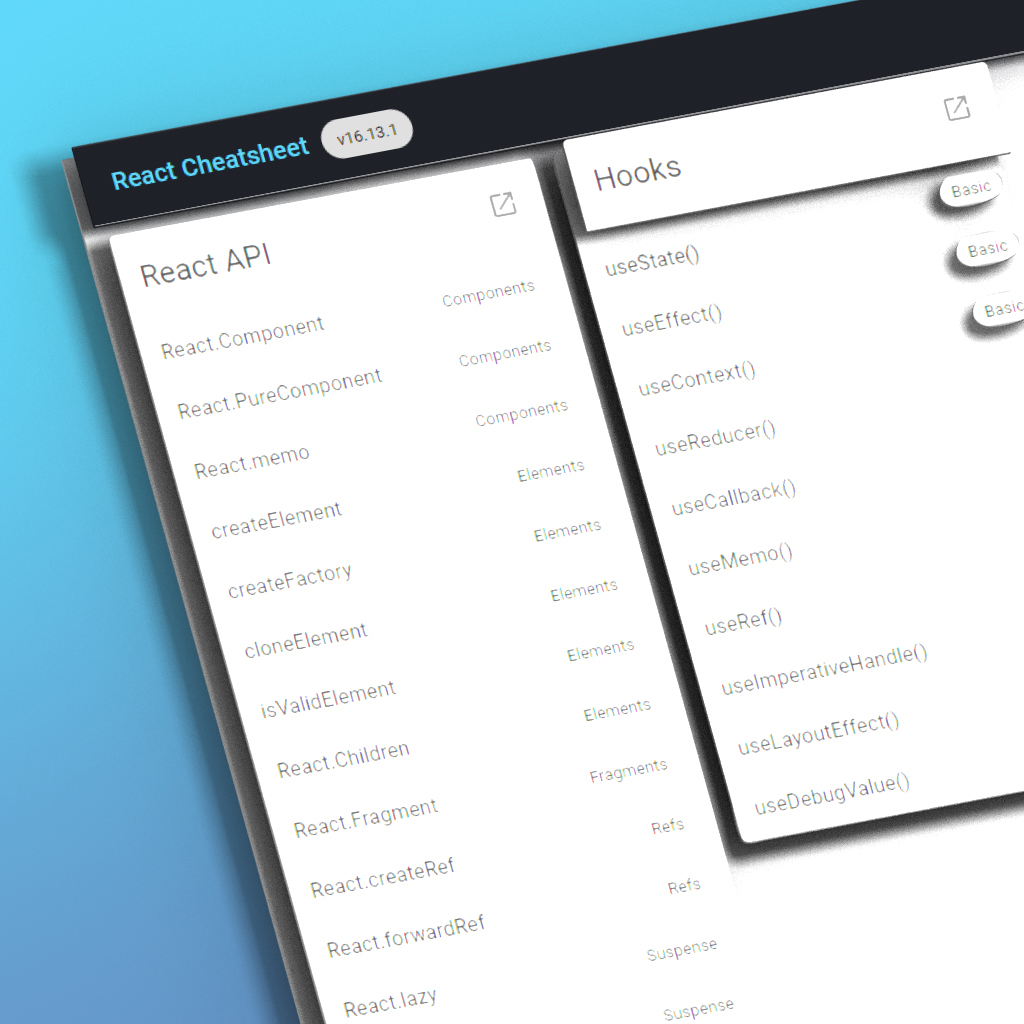 React Cheatsheet v16.13.1
React API
React.Component Components
React.PureComponent Components
React.memo Components
createElement Elements
createFactory Elements
cloneElement Elements
isValidElement Elements
React.Children Elements
React.Fragment Fragments
React.createRef Refs
React.forwardRef Refs
React.lazy Suspense
Suspense
Hooks
useState() Basic
useEffect() Basic
useContext() Basic
useReducer()
useCallback()
useMemo()
useRef()
useImperativeHandle()
useLayoutEffect()
useDebugValue()